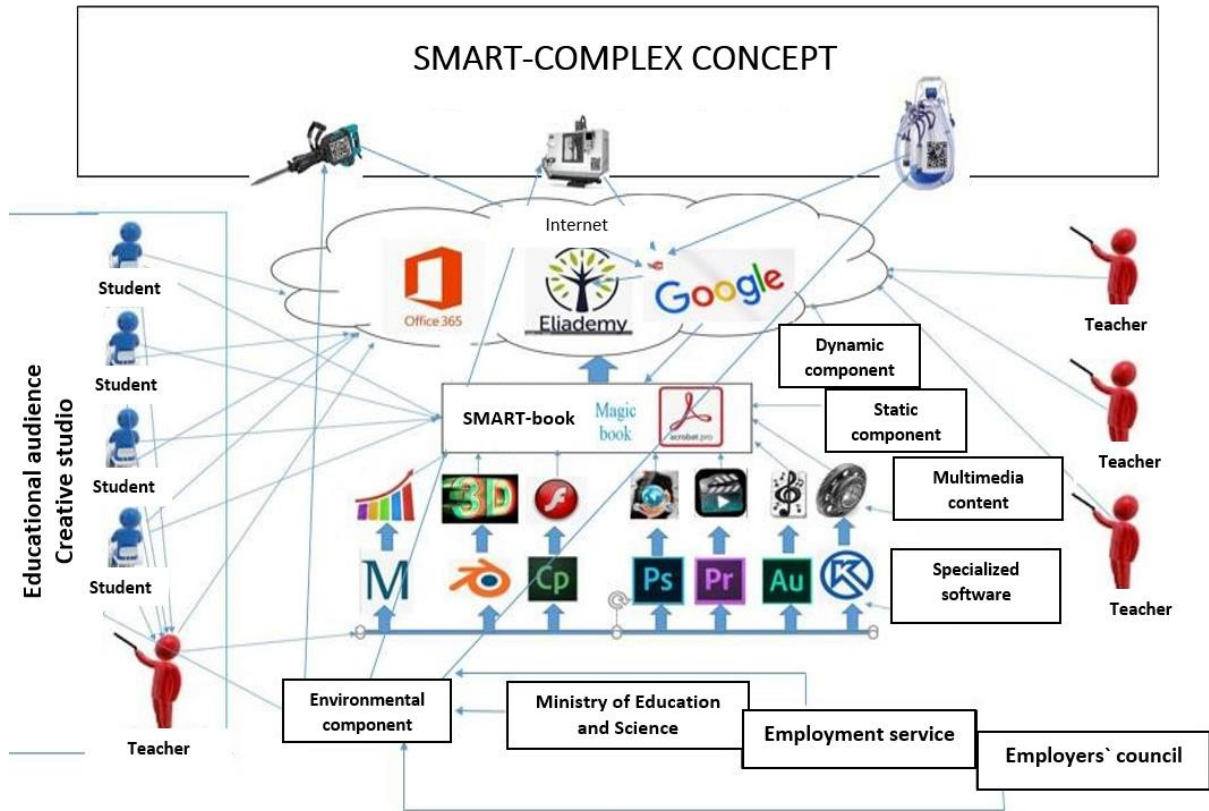 SMART-COMPLEX CONCEPT
Internet
Office 365
Eliademy
Google
Student
Student
Student
Student
Teacher
Educational audience
Creative studio
Teacher
Teacher
Teacher
Dynamic
component
Static
component
Multimedia
content
Specialized
software
SMART-book
Magic
book
acrobat pro
3D
M
Cp
Ps
Pr
Au
K
Environmental
component
Ministry of Education
and Science
Employment service
Employers` council